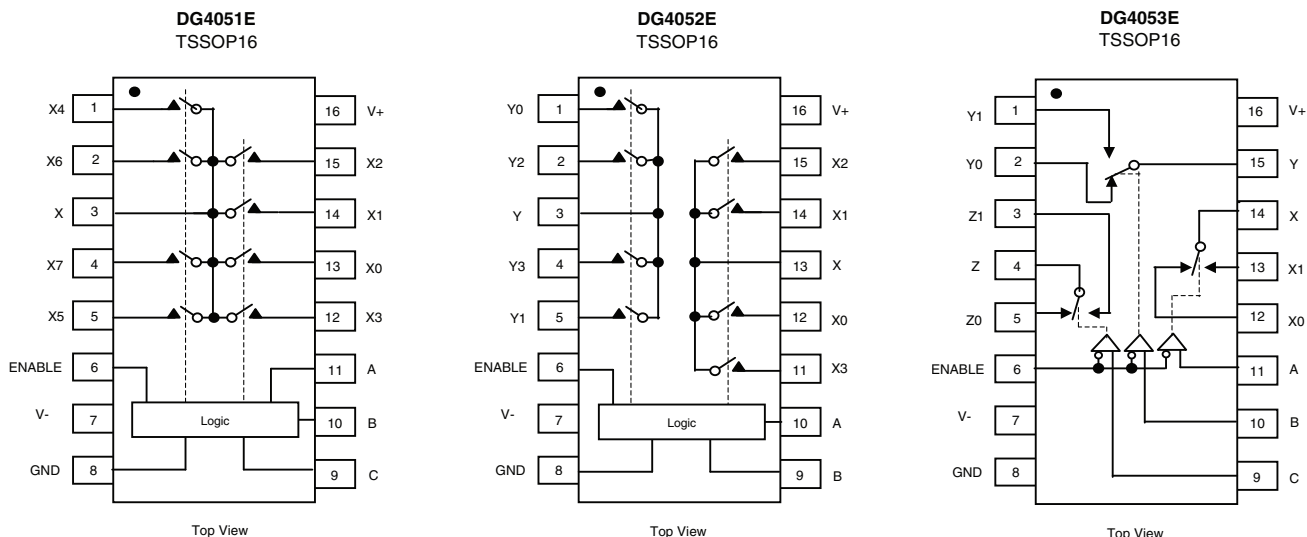 DG4051E
TSSOP16
X4 1 16 V+
X6 2 15 X2
X 3 14 X1
X7 4 13 X0
X5 5 12 X3
ENABLE 6 11 A
V- 7 Logic 10 B
GND 8 9 C
Top View
DG4052E
TSSOP16
Y0 1 16 V+
Y2 2 15 X2
Y 3 14 X1
Y3 4 13 X
Y1 5 12 X0
ENABLE 6 11 X3
V- 7 Logic 10 A
GND 8 9 B
Top View
DG4053E
TSSOP16
Y1 1 16 V+
Y0 2 15 Y
Z1 3 14 X
Z 4 13 X1
Z0 5 12 X0
ENABLE 6 11 A
V- 7 10 B
GND 8 9 C
Top View